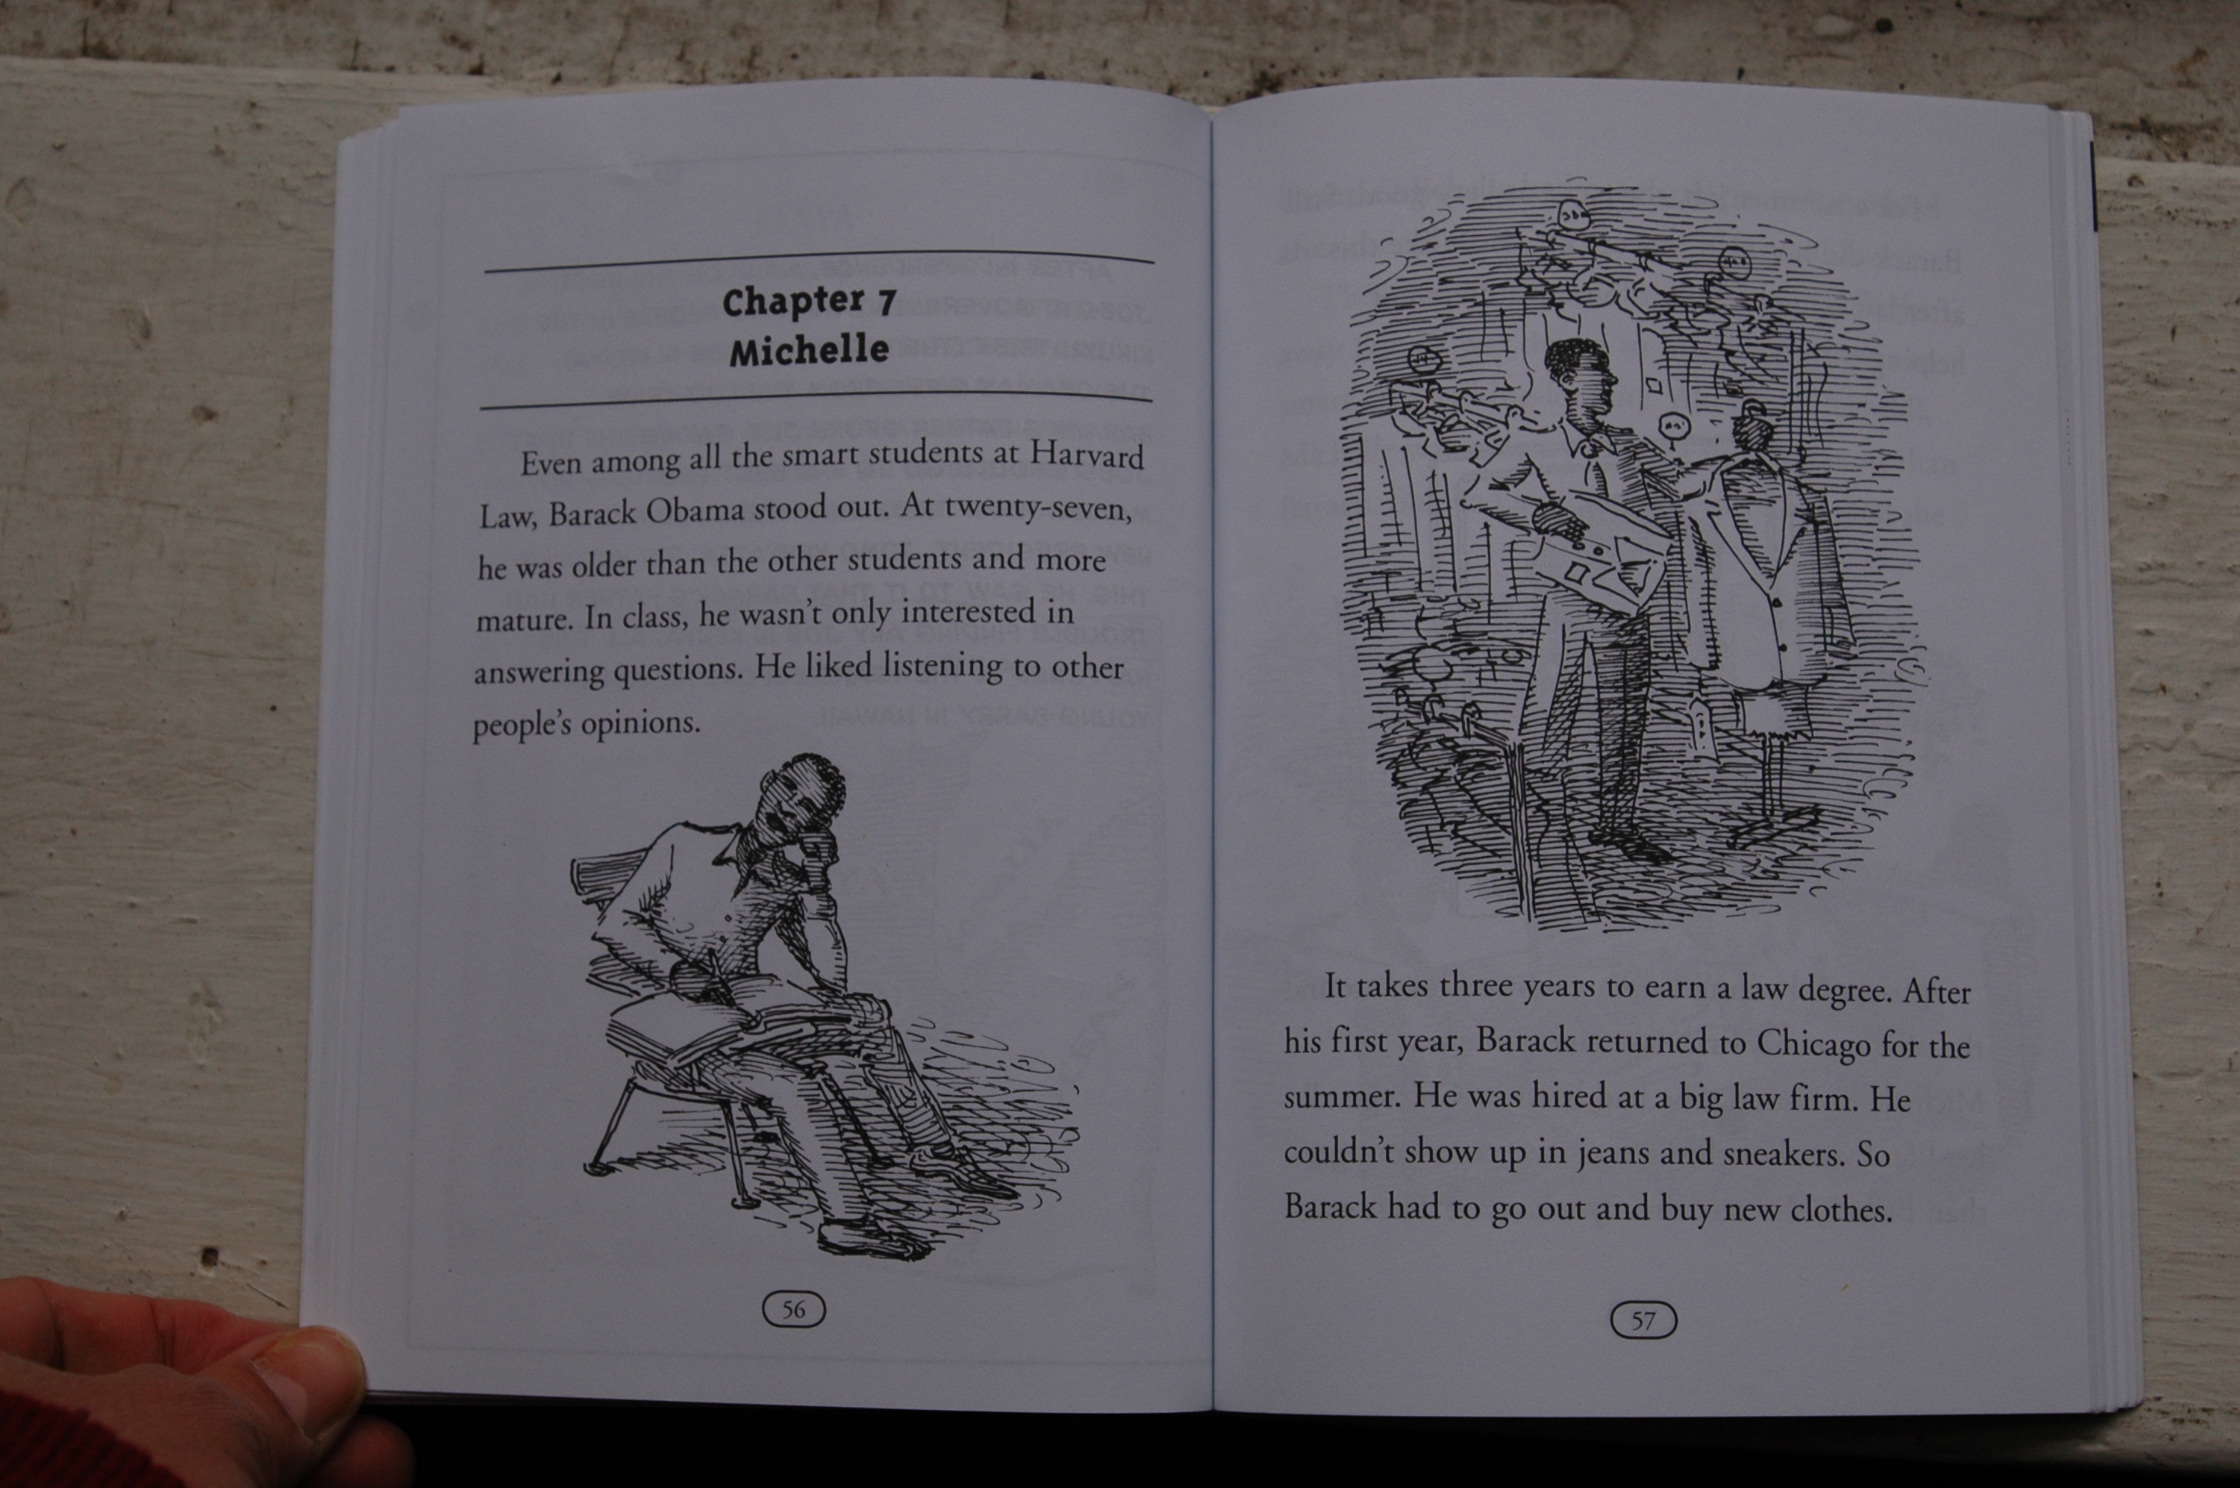 Chapter 7
Michelle
Even among all the smart students at Harvard
Law, Barack Obama stood out. At twenty-seven,
he was older than the other students and more
mature. In class, he wasn't only interested in
answering questions. He liked listening to other
people's opinions.
56
It takes three years to earn a law degree. After
his first year, Barack returned to Chicago for the
summer. He was hired at a big law firm. He
couldn't show up in jeans and sneakers. So
Barack had to go out and buy new clothes.
57